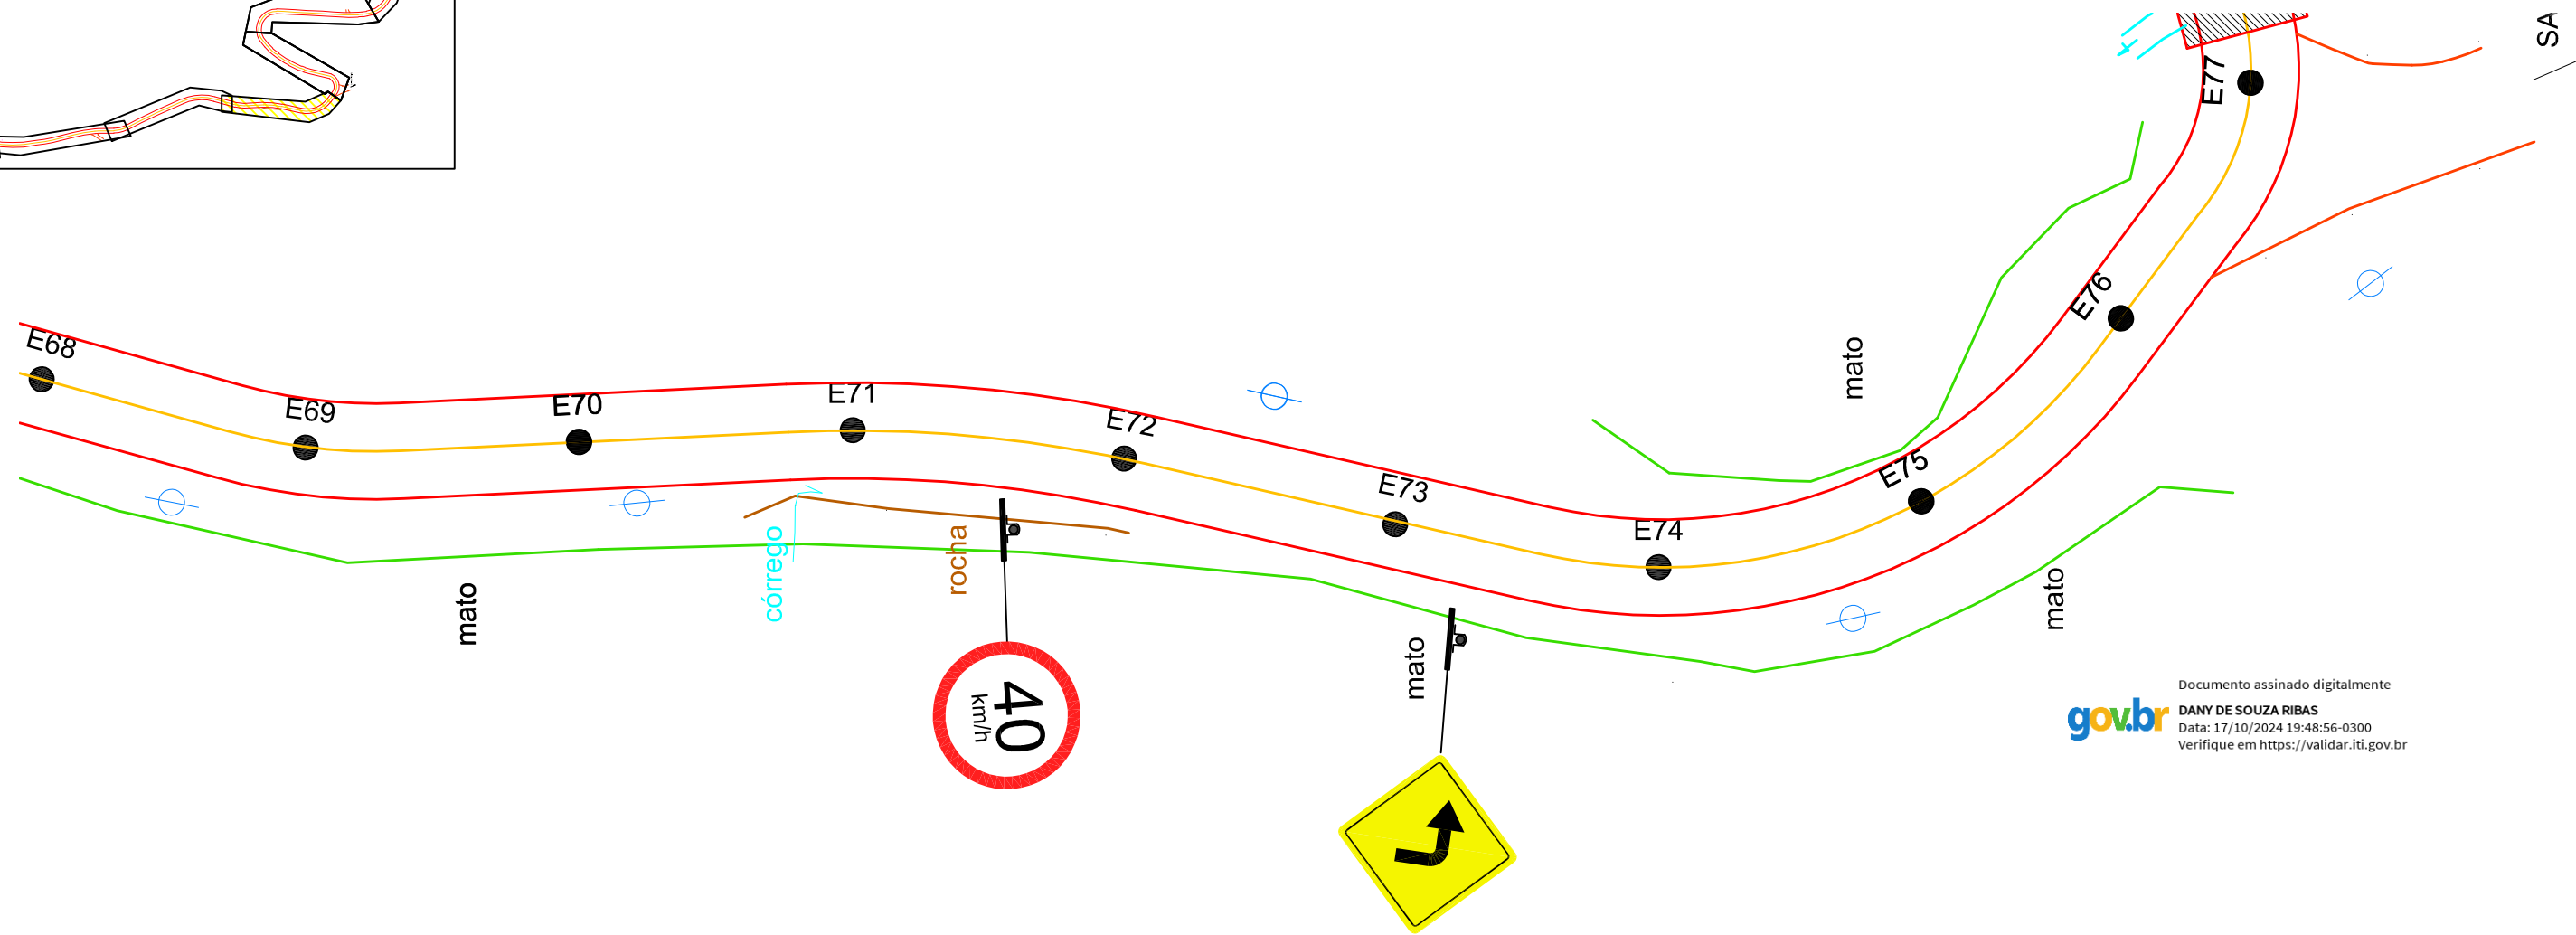 SA
E77
E76
mato
E68
E69
E70
E71
E72
E73
E74
E75
córrego
rocha
mato
mato
mato
40
km/h
gov.br
Documento assinado digitalmente
DANY DE SOUZA RIBAS
Data: 17/10/2024 19:48:56-0300
Verifique em https://validar.iti.gov.br